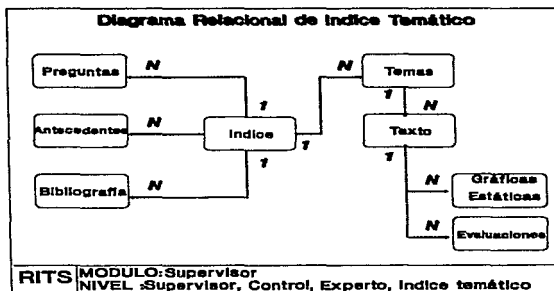 Diagrama Relacional de Indice Temático
Preguntas
N
N
Temas
1
1
N
Antecedentes
N
Indice
1
Texto
1
1
Bibliografía
N
N
Gráficas
Estáticas
N
Evaluaciones
RITS
MODULO:Supervisor
NIVEL :Supervisor, Control, Experto, Indice temático